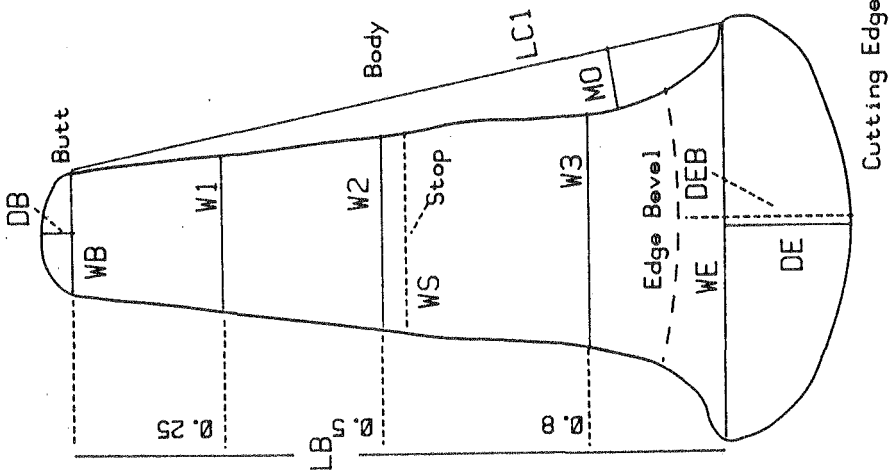 DB
Butt
WB
W1
LC1
Body
W2
WS
Stop
MO
W3
Edge Bevel
DEB
WE
DE
Cutting Edge
0.25
0.5
0.8
LB